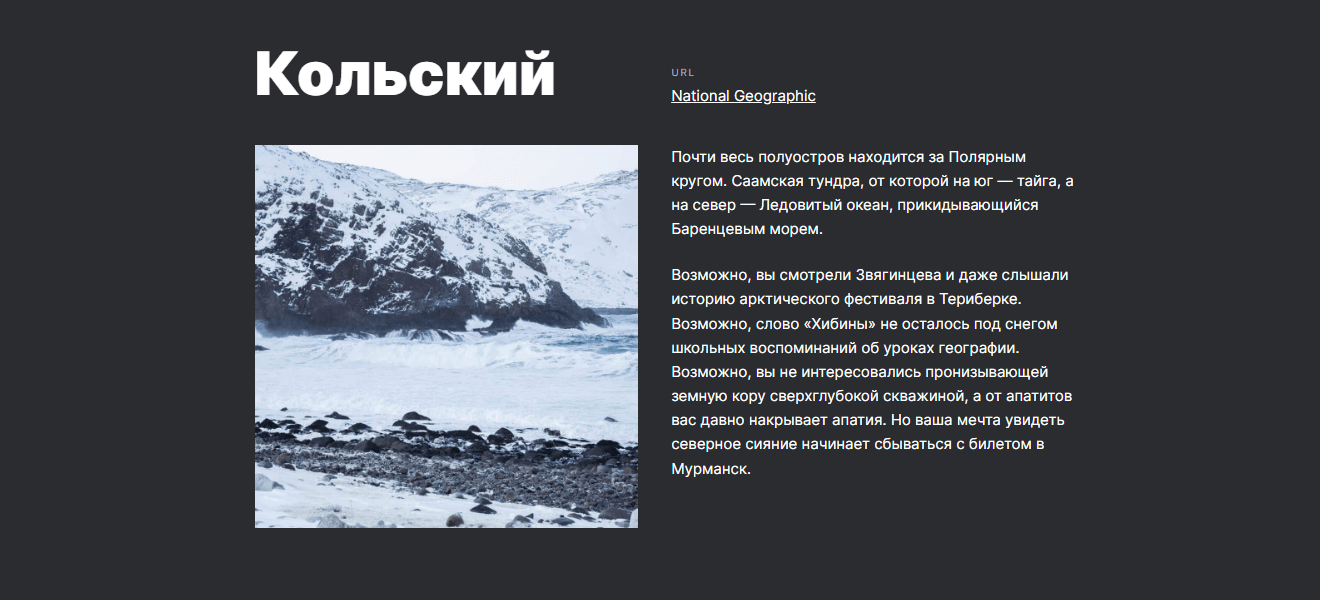 Кольский
URL
National Geographic
Почти весь полуостров находится за Полярным
кругом. Саамская тундра, от которой на юг — тайга, а
на север — Ледовитый океан, прикидывающийся
Баренцевым морем.
Возможно, вы смотрели Звягинцева и даже слышали
историю арктического фестиваля в Териберке.
Возможно, слово «Хибины» не осталось под снегом
школьных воспоминаний об уроках географии.
Возможно, вы не интересовались пронизывающей
земную кору сверхглубокой скважиной, а от апатитов
вас давно накрывает апатия. Но ваша мечта увидеть
северное сияние начинает сбываться с билетом в
Мурманск.